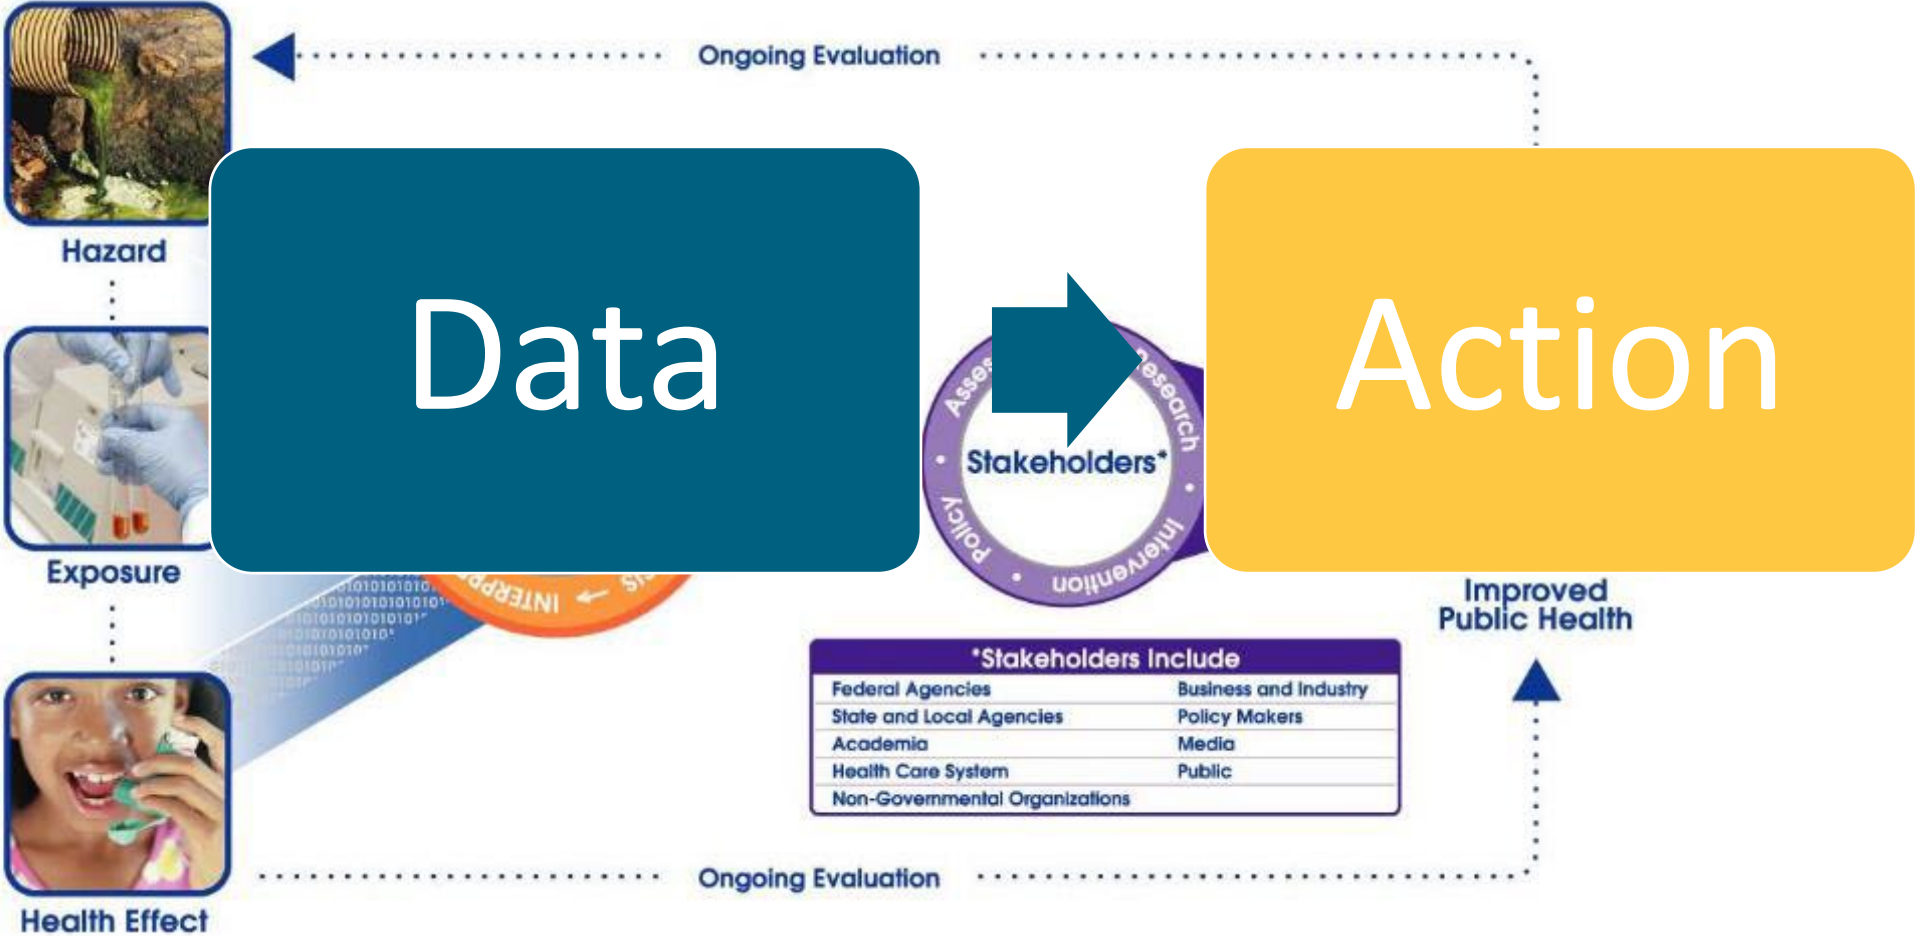 Ongoing Evaluation
Hazard
Data
Action
Research
Stakeholders*
Policy
Intervention
Exposure
Improved
Public Health
*Stakeholders Include
Federal Agencies
Business and Industry
State and Local Agencies
Policy Makers
Academia
Media
Health Care System
Public
Non-Governmental Organizations
Ongoing Evaluation
Health Effect